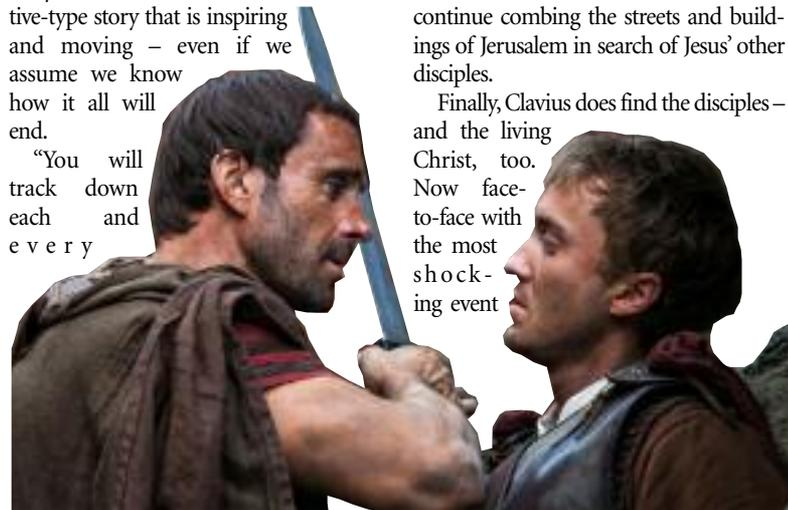 tive-type story that is inspiring
and moving – even if we
assume we know
how it all will
end.
“You will
track down
each and
every
continue combing the streets and build-
ings of Jerusalem in search of Jesus’ other
disciples.
Finally, Clavius does find the disciples –
and the living
Christ, too.
Now face-
to-face with
the most
shock-
ing event